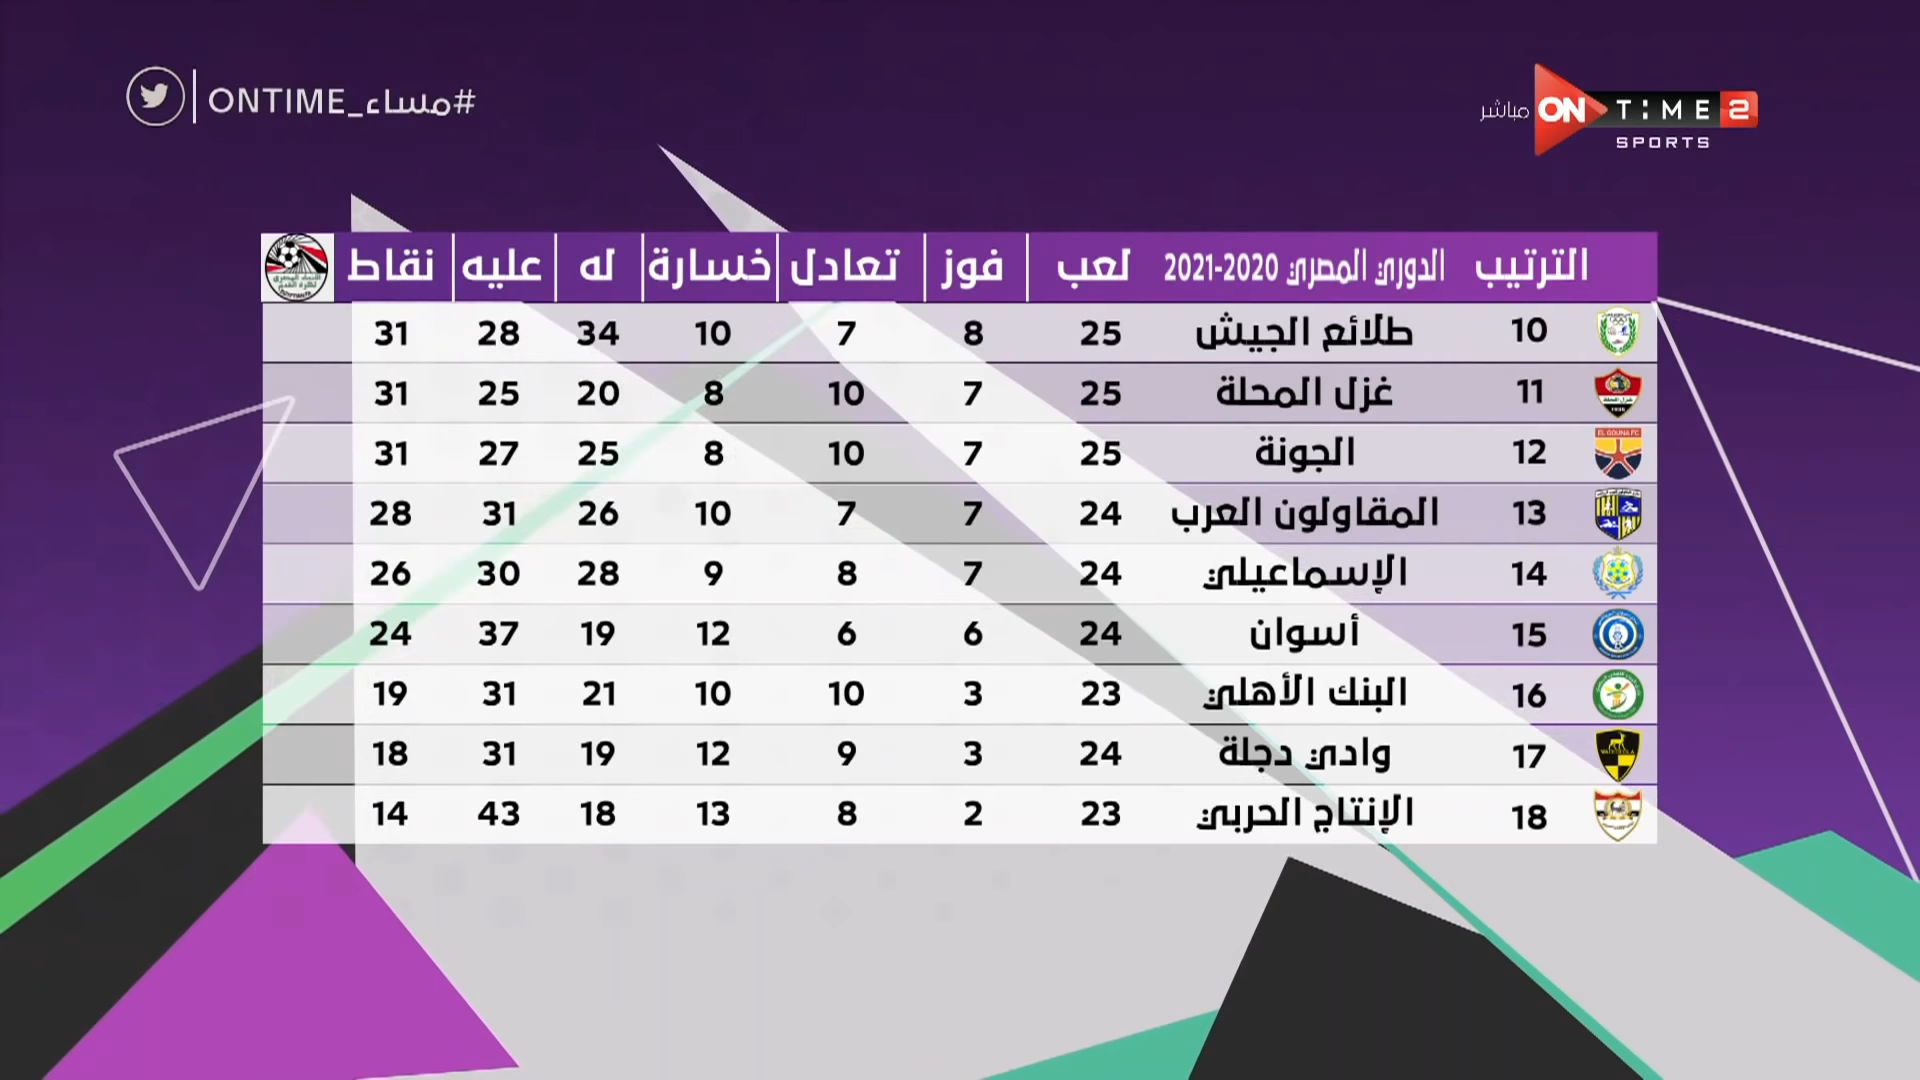 #مساء_ONTIME
مباشر ON TIME 2
SPORTS
الترتيب الدوري المصري 2020-2021 لعب فوز تعادل خسارة له عليه نقاط
10 طلائع الجيش 25 8 7 10 34 28 31
11 غزل المحلة 25 7 10 8 20 25 31
12 الجونة 25 7 10 8 25 27 31
13 المقاولون العرب 24 7 7 10 26 31 28
14 الإسماعيلي 24 7 8 9 28 30 26
15 أسوان 24 6 6 12 19 37 24
16 البنك الأهلي 23 3 10 10 21 31 19
17 وادي دجلة 24 3 9 12 19 31 18
18 الإنتاج الحربي 23 2 8 13 18 43 14
EL GOUNA FC